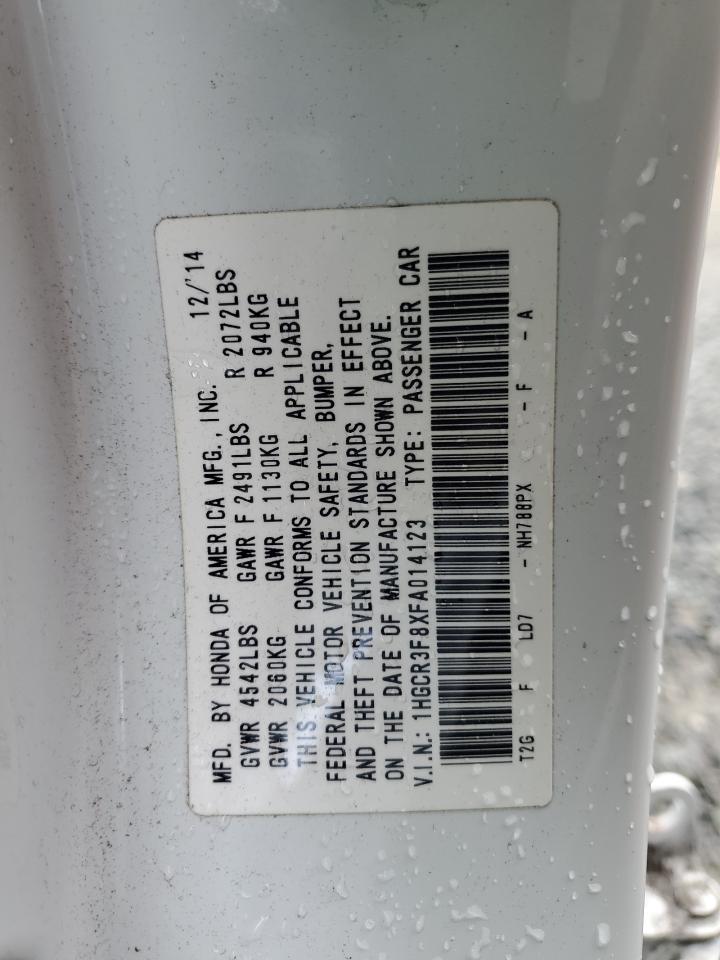 MFD. BY HONDA OF AMERICA MFG., INC. 12/'14
GVWR 4542LBS GAWR F 2491LBS R 2072LBS
GVWR 2060KG GAWR F 1130KG R 940KG
THIS VEHICLE CONFORMS TO ALL APPLICABLE
FEDERAL MOTOR VEHICLE SAFETY, BUMPER,
AND THEFT PREVENTION STANDARDS IN EFFECT
ON THE DATE OF MANUFACTURE SHOWN ABOVE.
V.I.N.: 1HGCR3F8XFA014123 TYPE: PASSENGER CAR
T2G F LD7 - NH788PX - F - A